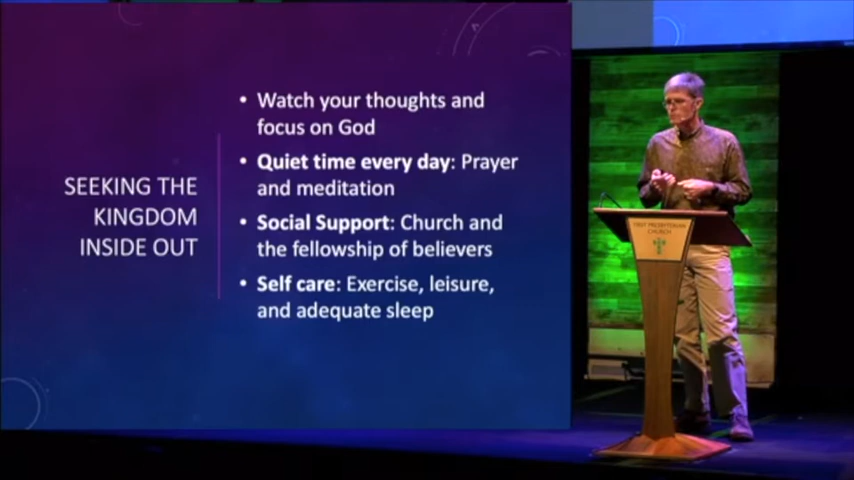 SEEKING THE
KINGDOM
INSIDE OUT
• Watch your thoughts and
focus on God
• Quiet time every day: Prayer
and meditation
• Social Support: Church and
the fellowship of believers
• Self care: Exercise, leisure,
and adequate sleep
FIRST PRESBYTERIAN
CHURCH